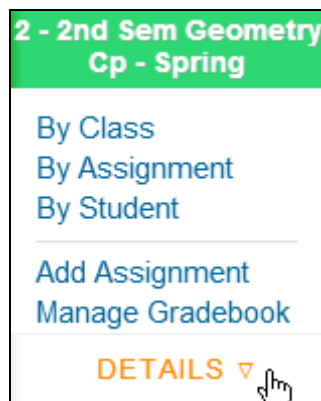 2 - 2nd Sem Geometry
Cp - Spring
By Class
By Assignment
By Student
Add Assignment
Manage Gradebook
DETAILS ▿